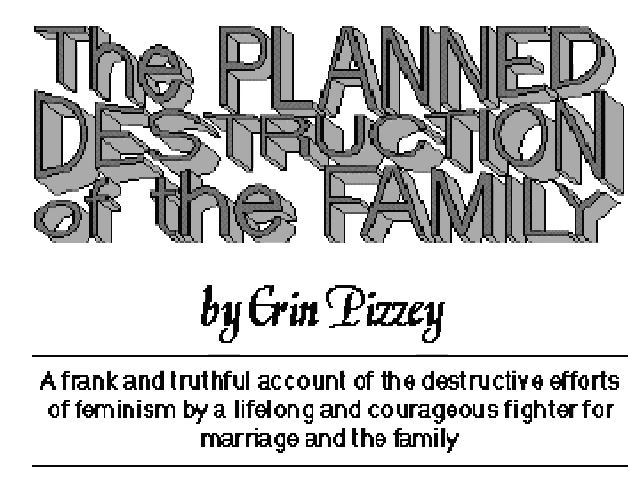 The PLANNED
DESTRUCTION
of the FAMILY
by Erin Pizzey
A frank and truthful account of the destructive efforts
of feminism by a lifelong and courageous fighter for
marriage and the family